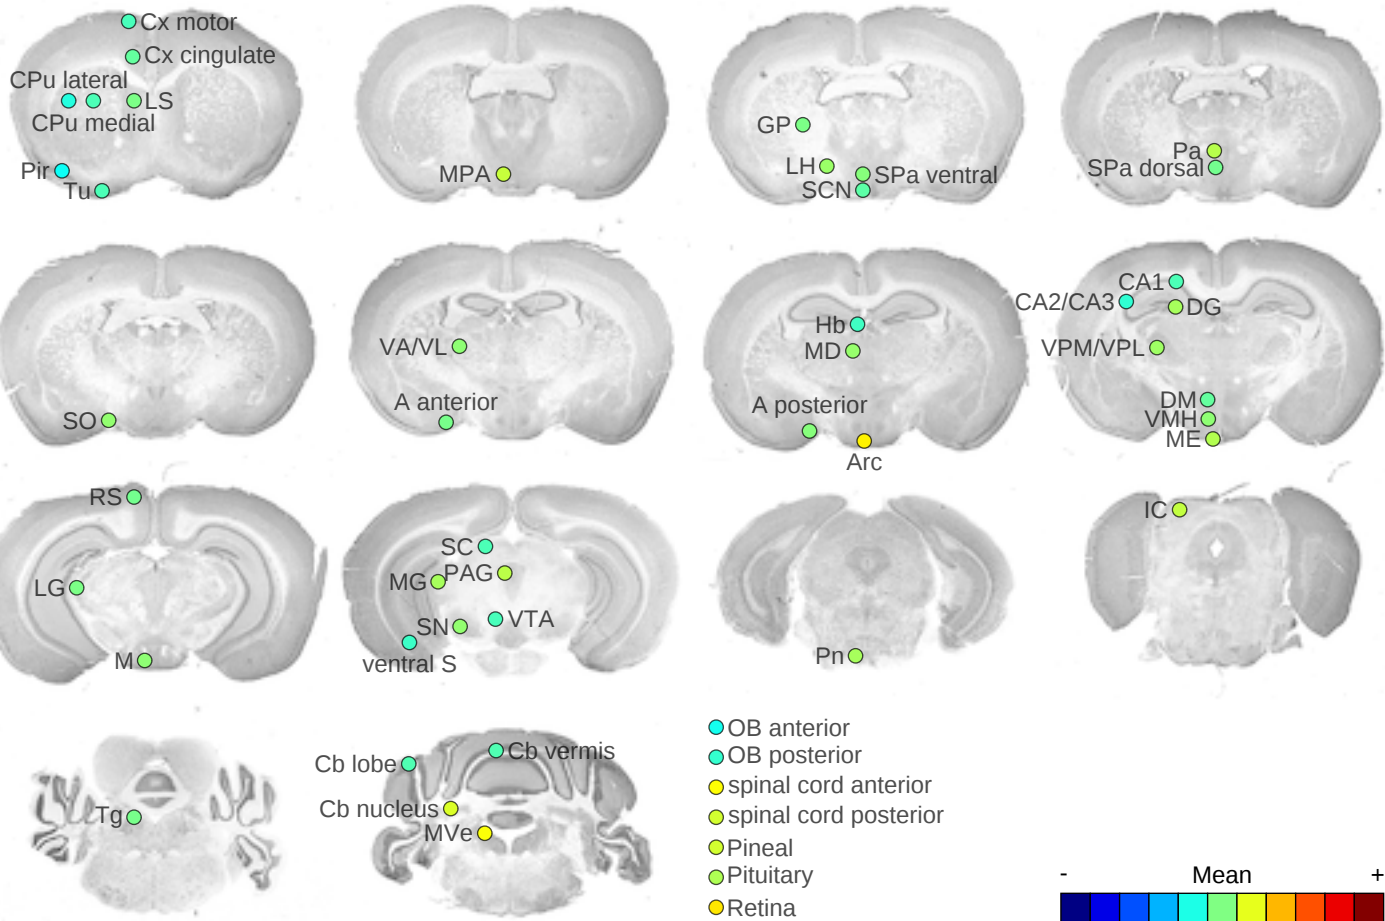 Cx motor
Cx cingulate
CPu lateral
LS
CPu medial
Pir
Tu
MPA
GP
LH
SPa ventral
SCN
Pa
SPa dorsal
SO
VA/VL
A anterior
Hb
MD
A posterior
Arc
CA1
CA2/CA3
DG
VPM/VPL
DM
VMH
ME
RS
LG
M
SC
MG PAG
SN VTA
ventral S
Pn
IC
Tg
Cb lobe
Cb vermis
Cb nucleus
MVe
OB anterior
OB posterior
spinal cord anterior
spinal cord posterior
Pineal
Pituitary
Retina
- Mean +